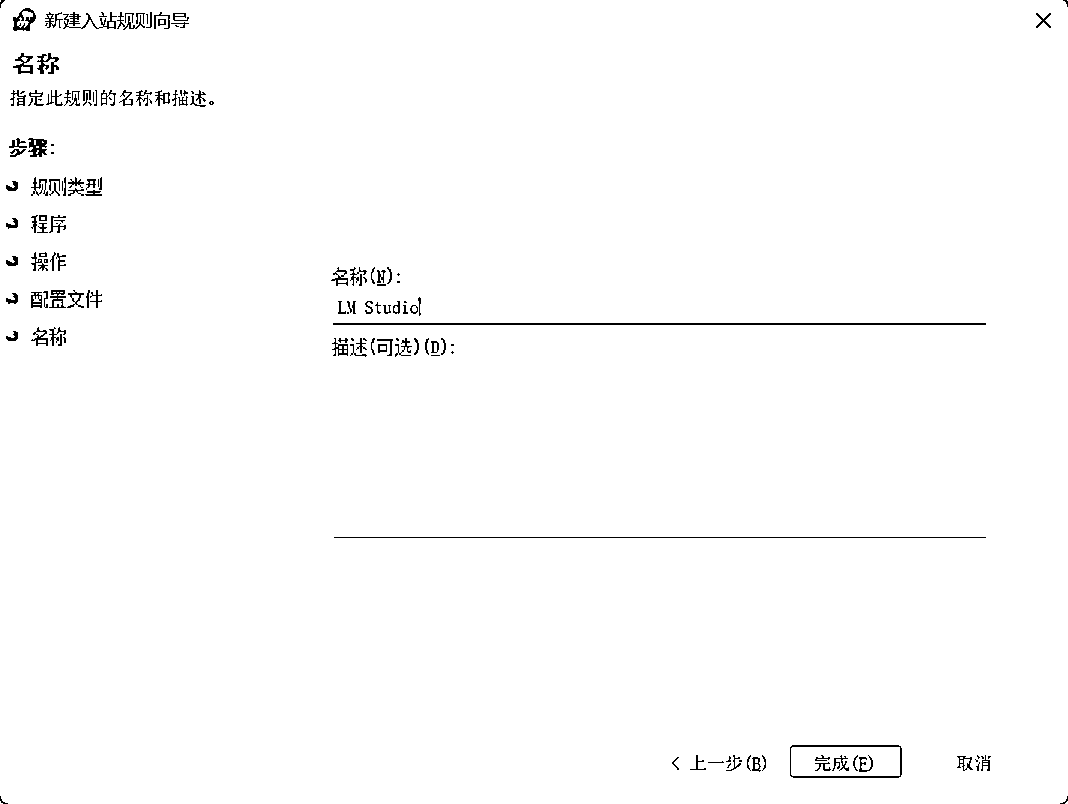 新建入站规则向导
名称
指定此规则的名称和描述。
步骤:
规则类型
程序
操作
配置文件
名称
名称(N):
LM Studio
描述(可选)(D):
< 上一步(B)
完成(F)
取消